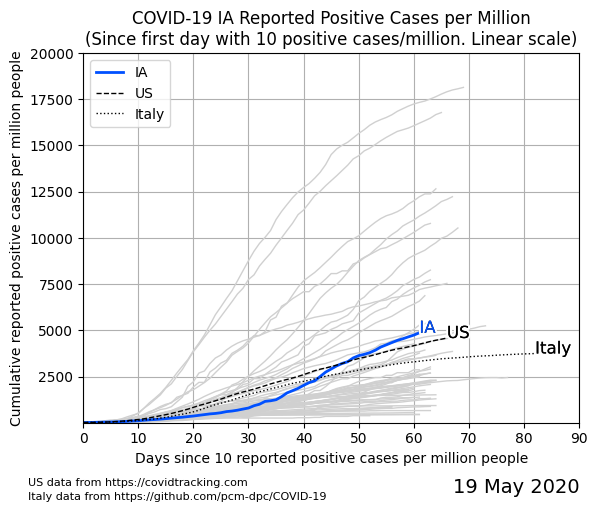 COVID-19 IA Reported Positive Cases per Million
(Since first day with 10 positive cases/million. Linear scale)
Cumulative reported positive cases per million people
20000
17500
15000
12500
10000
7500
5000
2500
IA
US
Italy
IA
US
Italy
0 10 20 30 40 50 60 70 80 90
Days since 10 reported positive cases per million people
US data from https://covidtracking.com
Italy data from https://github.com/pcm-dpc/COVID-19
19 May 2020